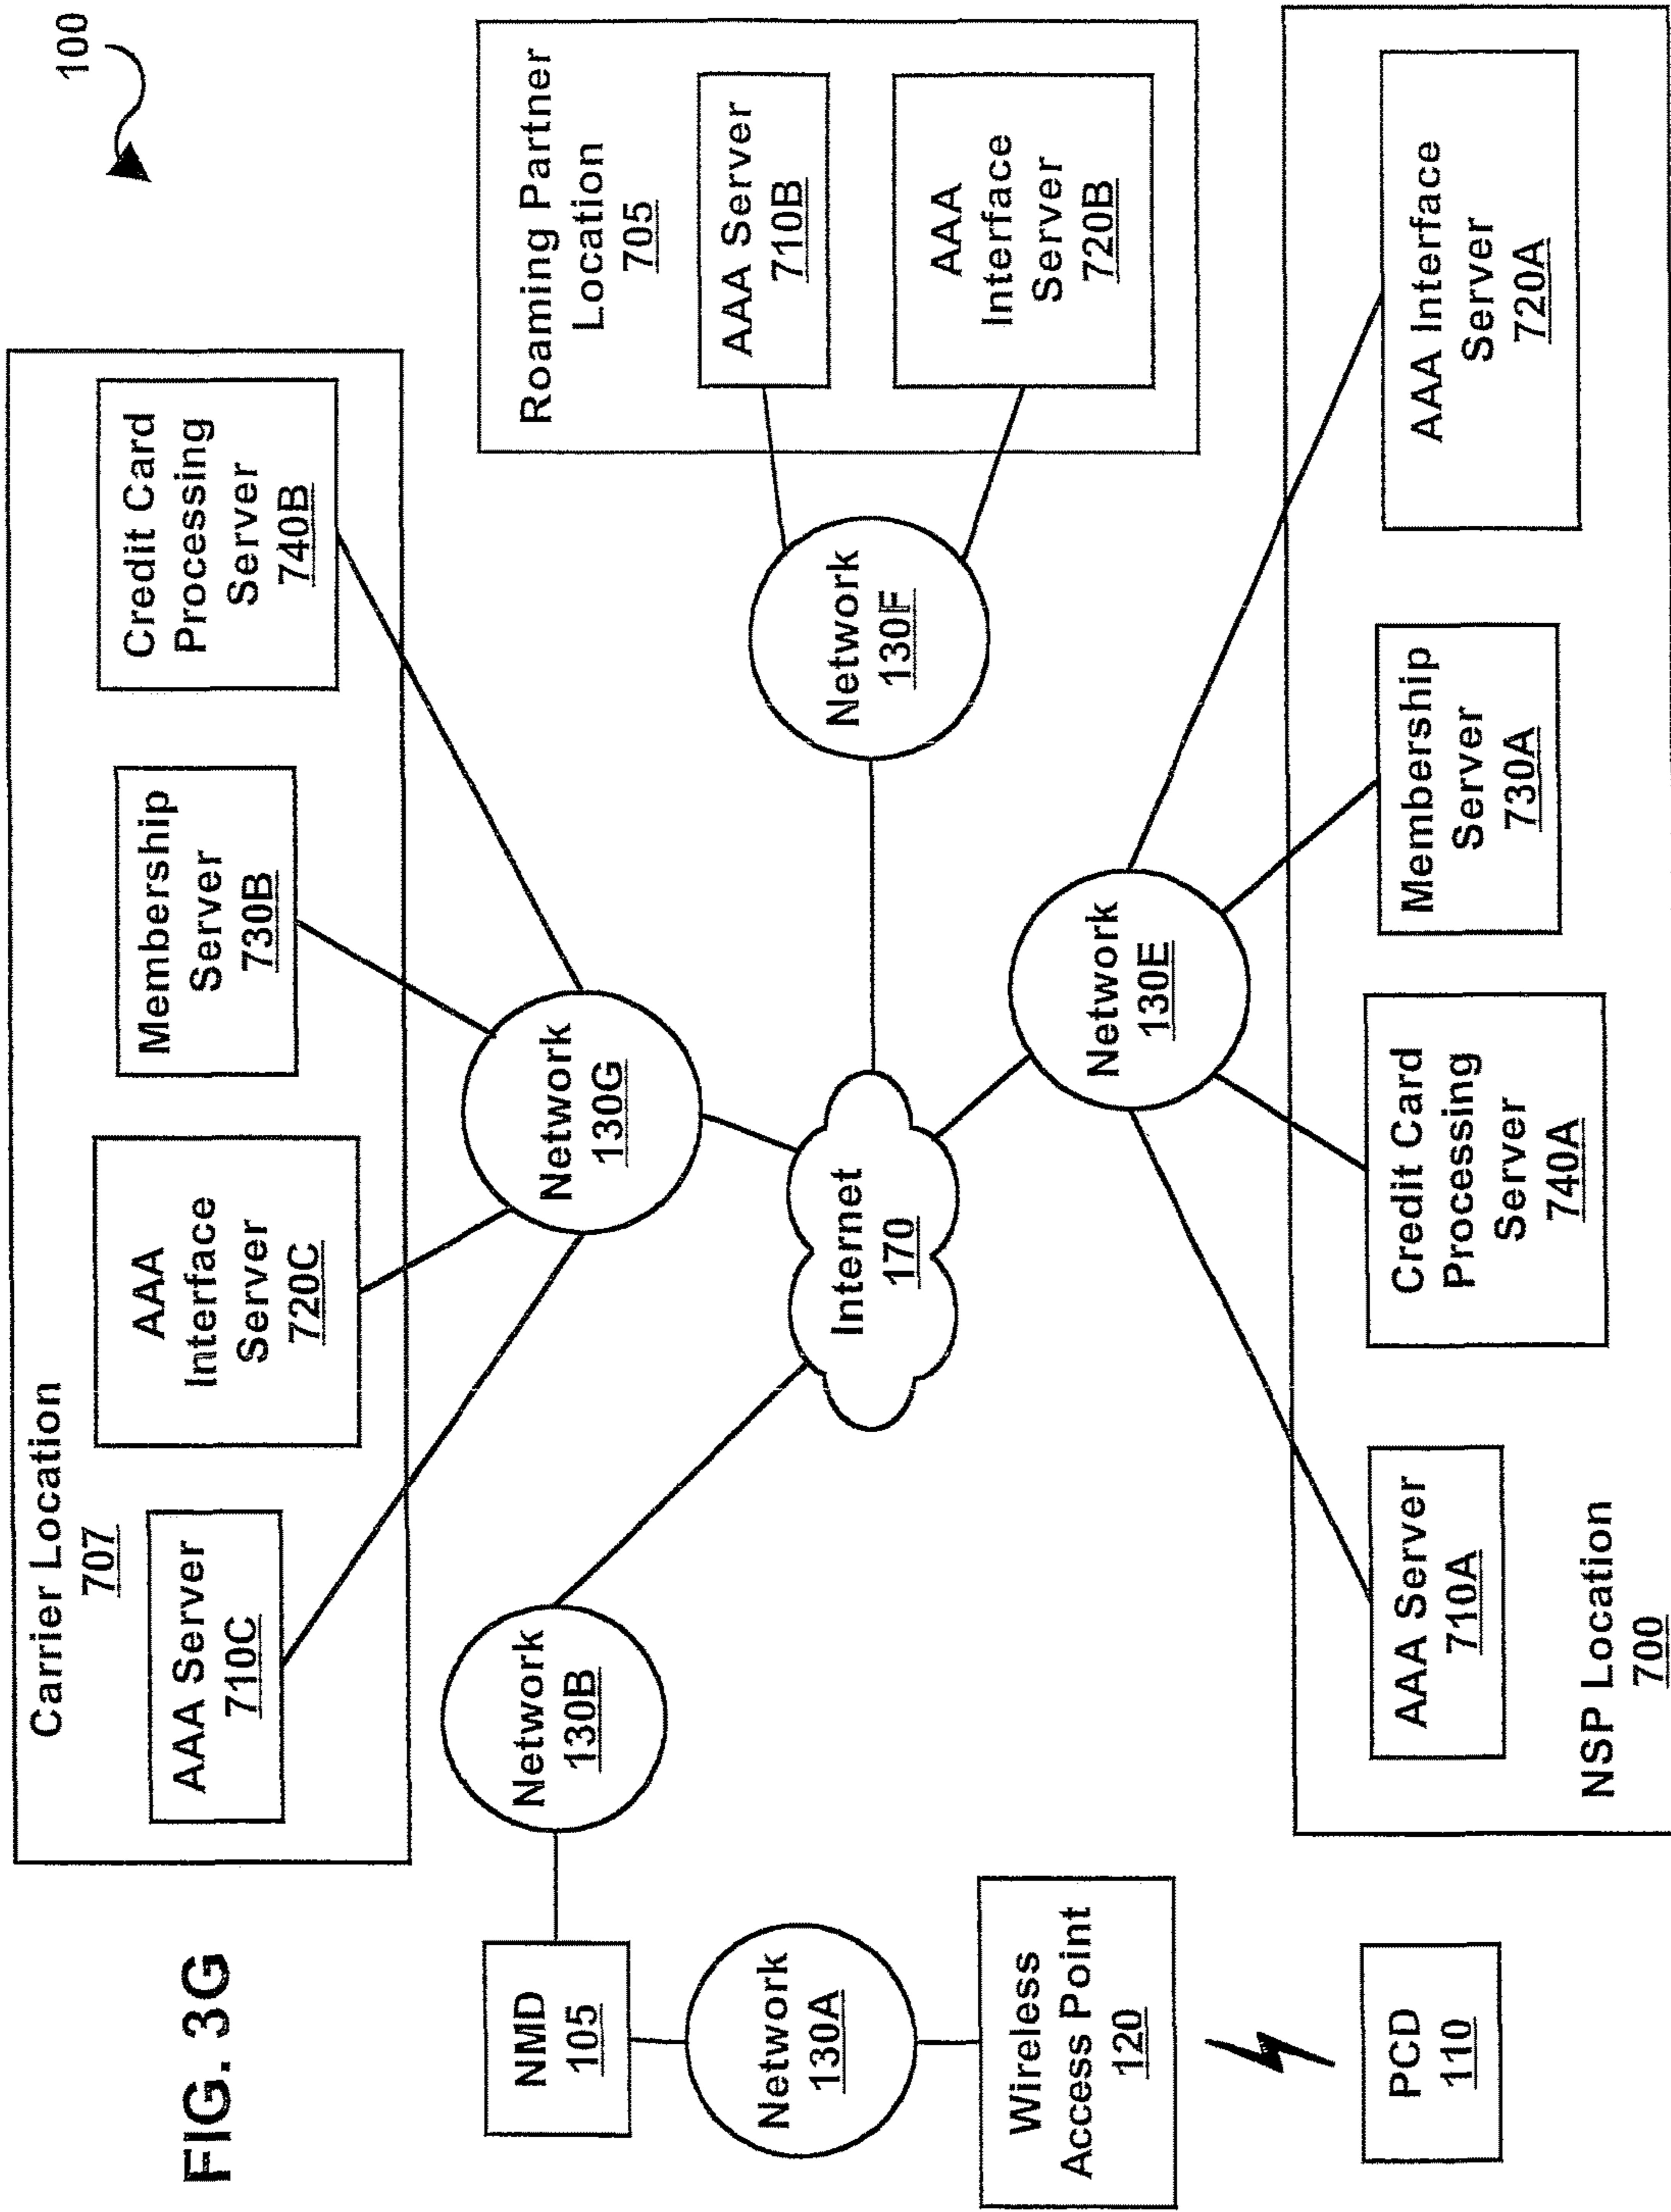 FIG. 3G
100
Carrier Location
707
AAA Server
710C
AAA
Interface
Server
720C
Membership
Server
730B
Credit Card
Processing
Server
740B
NMD
105
Network
130B
Network
130G
Roaming Partner
Location
705
AAA Server
710B
AAA
Interface
Server
720B
Network
130A
Internet
170
Network
130F
Wireless
Access Point
120
Network
130E
PCD
110
AAA Server
710A
Credit Card
Processing
Server
740A
Membership
Server
730A
AAA Interface
Server
720A
NSP Location
700